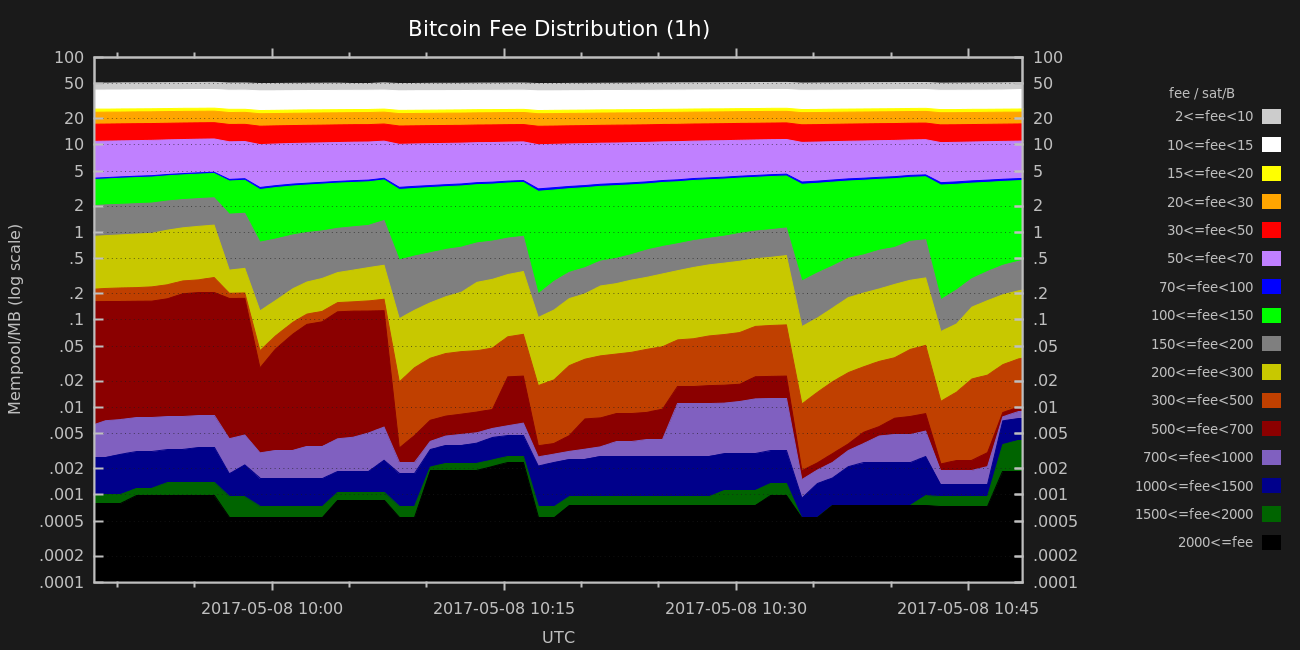 Bitcoin Fee Distribution (1h)
100 100
50 50
20 20
10 10
5 5
2 2
1 1
.5 .5
.2 .2
.1 .1
.05 .05
.02 .02
.01 .01
.005 .005
.002 .002
.001 .001
.0005 .0005
.0002 .0002
.0001 .0001
Mempool/MB (log scale)
2017-05-08 10:00 2017-05-08 10:15 2017-05-08 10:30 2017-05-08 10:45
UTC
fee / sat/B
2<=fee<10
10<=fee<15
15<=fee<20
20<=fee<30
30<=fee<50
50<=fee<70
70<=fee<100
100<=fee<150
150<=fee<200
200<=fee<300
300<=fee<500
500<=fee<700
700<=fee<1000
1000<=fee<1500
1500<=fee<2000
2000<=fee